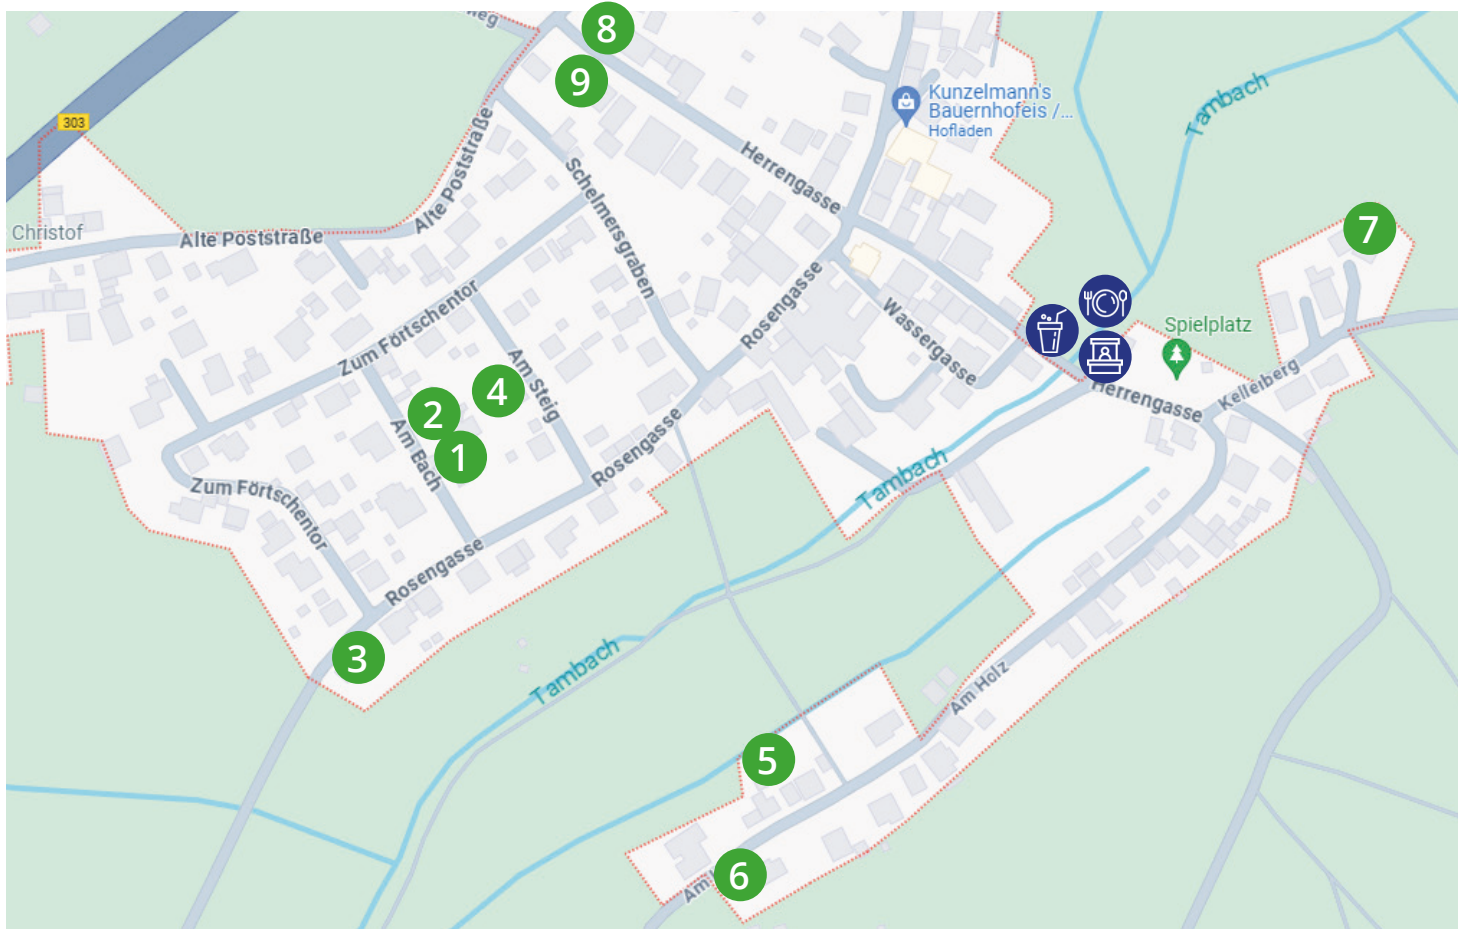 8
9
303
Kunzelmann's
Bauernhofeis /...
Hofladen
Tambach
Herrengasse
Alte Poststraße
Schelmersgraben
Christof
Alte Poststraße
7
Zum Förtschentor
Rosengasse
Wassergasse
Spielplatz
Am Steig
4
2
1
Am Bach
Herrengasse
Kellerberg
Rosengasse
Tambach
Zum Förtschentor
Rosengasse
3
Tambach
Am Holz
5
6
Am